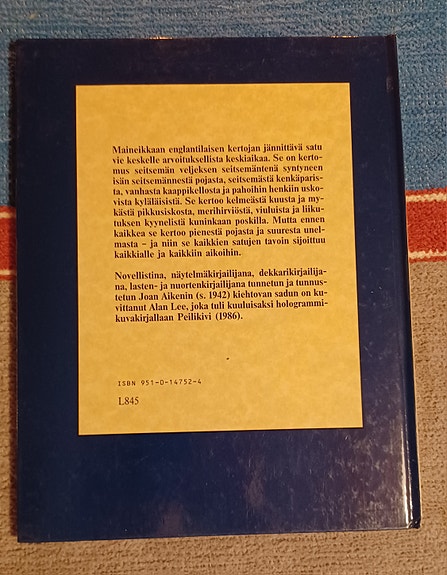 Maineikkaan englantilaisen kertojan jännittävä satu
vie keskelle arvoituksellista keskiaikaa. Se on kerto-
mus seitsemän veljeksen seitsemäntenä syntyneen
isän seitsemännestä pojasta, seitsemästä kenkäparis-
ta, vanhasta kaappikellosta ja pahoihin henkiin usko-
vista kyläläisistä. Se kertoo kelmeästä kuusta ja my-
kästä pikkusiskosta, merihirviöstä, viuluista ja liiku-
tuksen kyynelistä kuninkaan poskilla. Mutta ennen
kaikkea se kertoo pienestä pojasta ja suuresta unel-
masta – ja niin se kaikkien satujen tavoin sijoittuu
kaikkialle ja kaikkiin aikoihin.
Novellistina, näytelmäkirjailijana, dekkarikirjailija-
na, lasten- ja nuortenkirjailijana tunnetun ja tunnus-
tetun Joan Aikenin (s. 1942) kiehtovan sadun on ku-
vittanut Alan Lee, joka tuli kuuluisaksi hologrammi-
kuvakirjallaan Peilikivi (1986).
ISBN 951-0-14752-4
L845